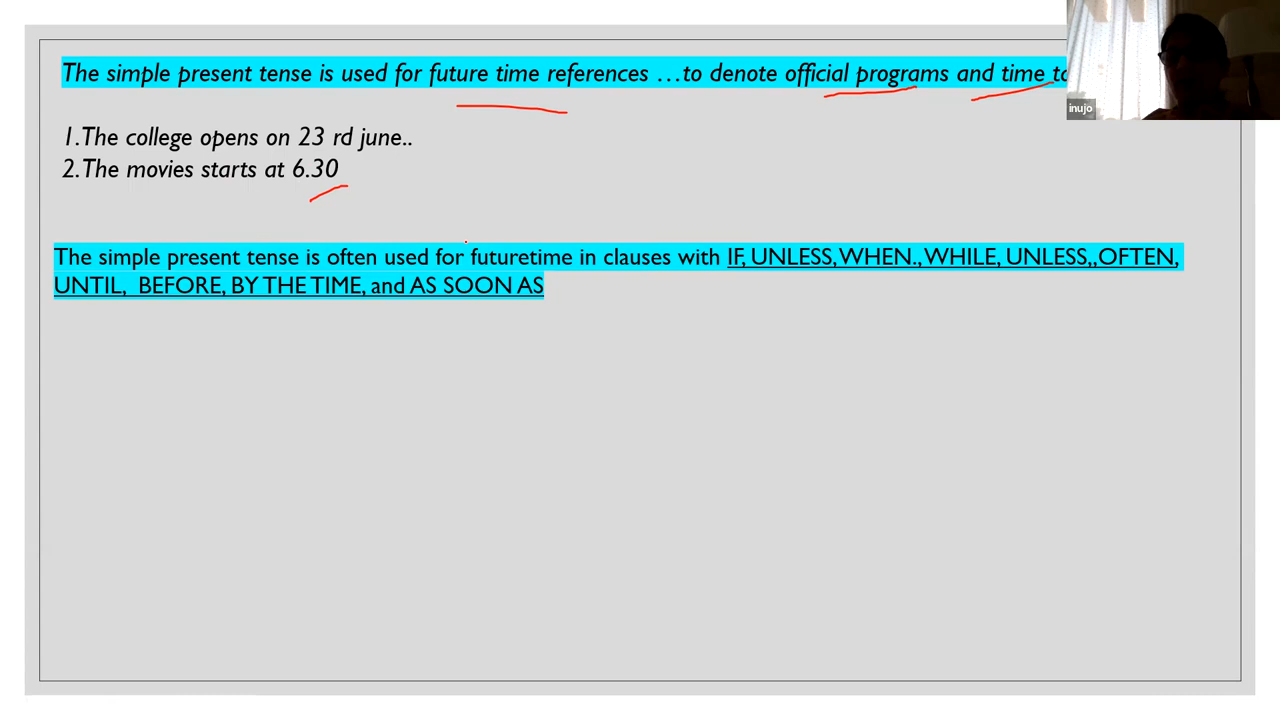 The simple present tense is used for future time references …to denote official programs and time
1.The college opens on 23 rd june..
2.The movies starts at 6.30
The simple present tense is often used for futuretime in clauses with IF, UNLESS,WHEN.,WHILE, UNLESS,,OFTEN,
UNTIL,  BEFORE, BY THE TIME, and AS SOON AS
inujo